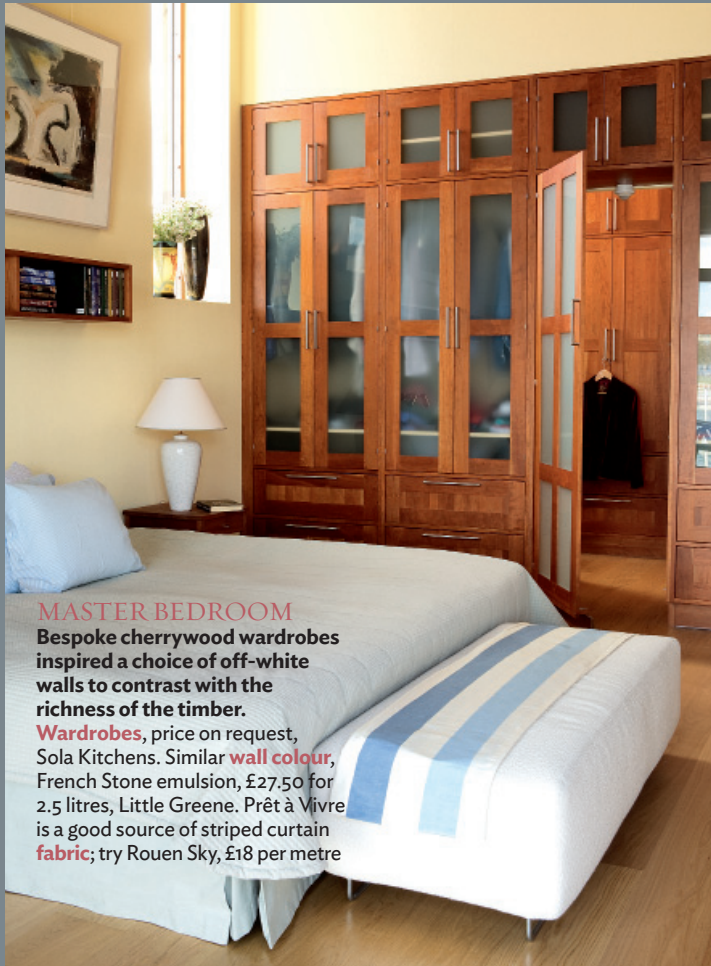 MASTER BEDROOM
Bespoke cherrywood wardrobes
inspired a choice of off-white
walls to contrast with the
richness of the timber.
Wardrobes, price on request,
Sola Kitchens. Similar wall colour,
French Stone emulsion, £27.50 for
2.5 litres, Little Greene. Prêt à Vivre
is a good source of striped curtain
fabric; try Rouen Sky, £18 per metre